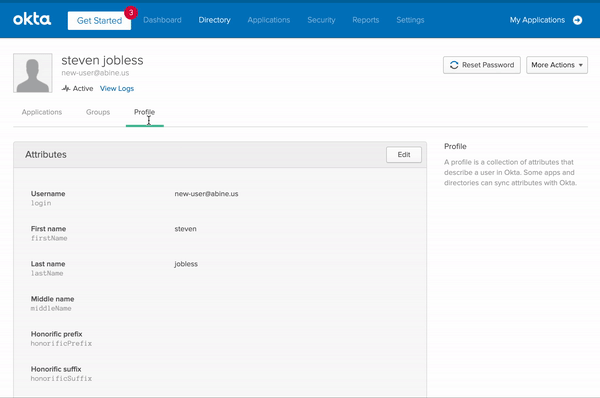 okta Get Started 3 Dashboard Directory Applications Security Reports Settings My Applications
steven jobless
new-user@abine.us
Active View Logs
Reset Password More Actions
Applications Groups Profile
Attributes Edit
Username new-user@abine.us
login
First name steven
firstName
Last name jobless
lastName
Middle name
middleName
Honorific prefix
honorificPrefix
Honorific suffix
honorificSuffix
Profile
A profile is a collection of attributes that
describe a user in Okta. Some apps and
directories can sync attributes with Okta.